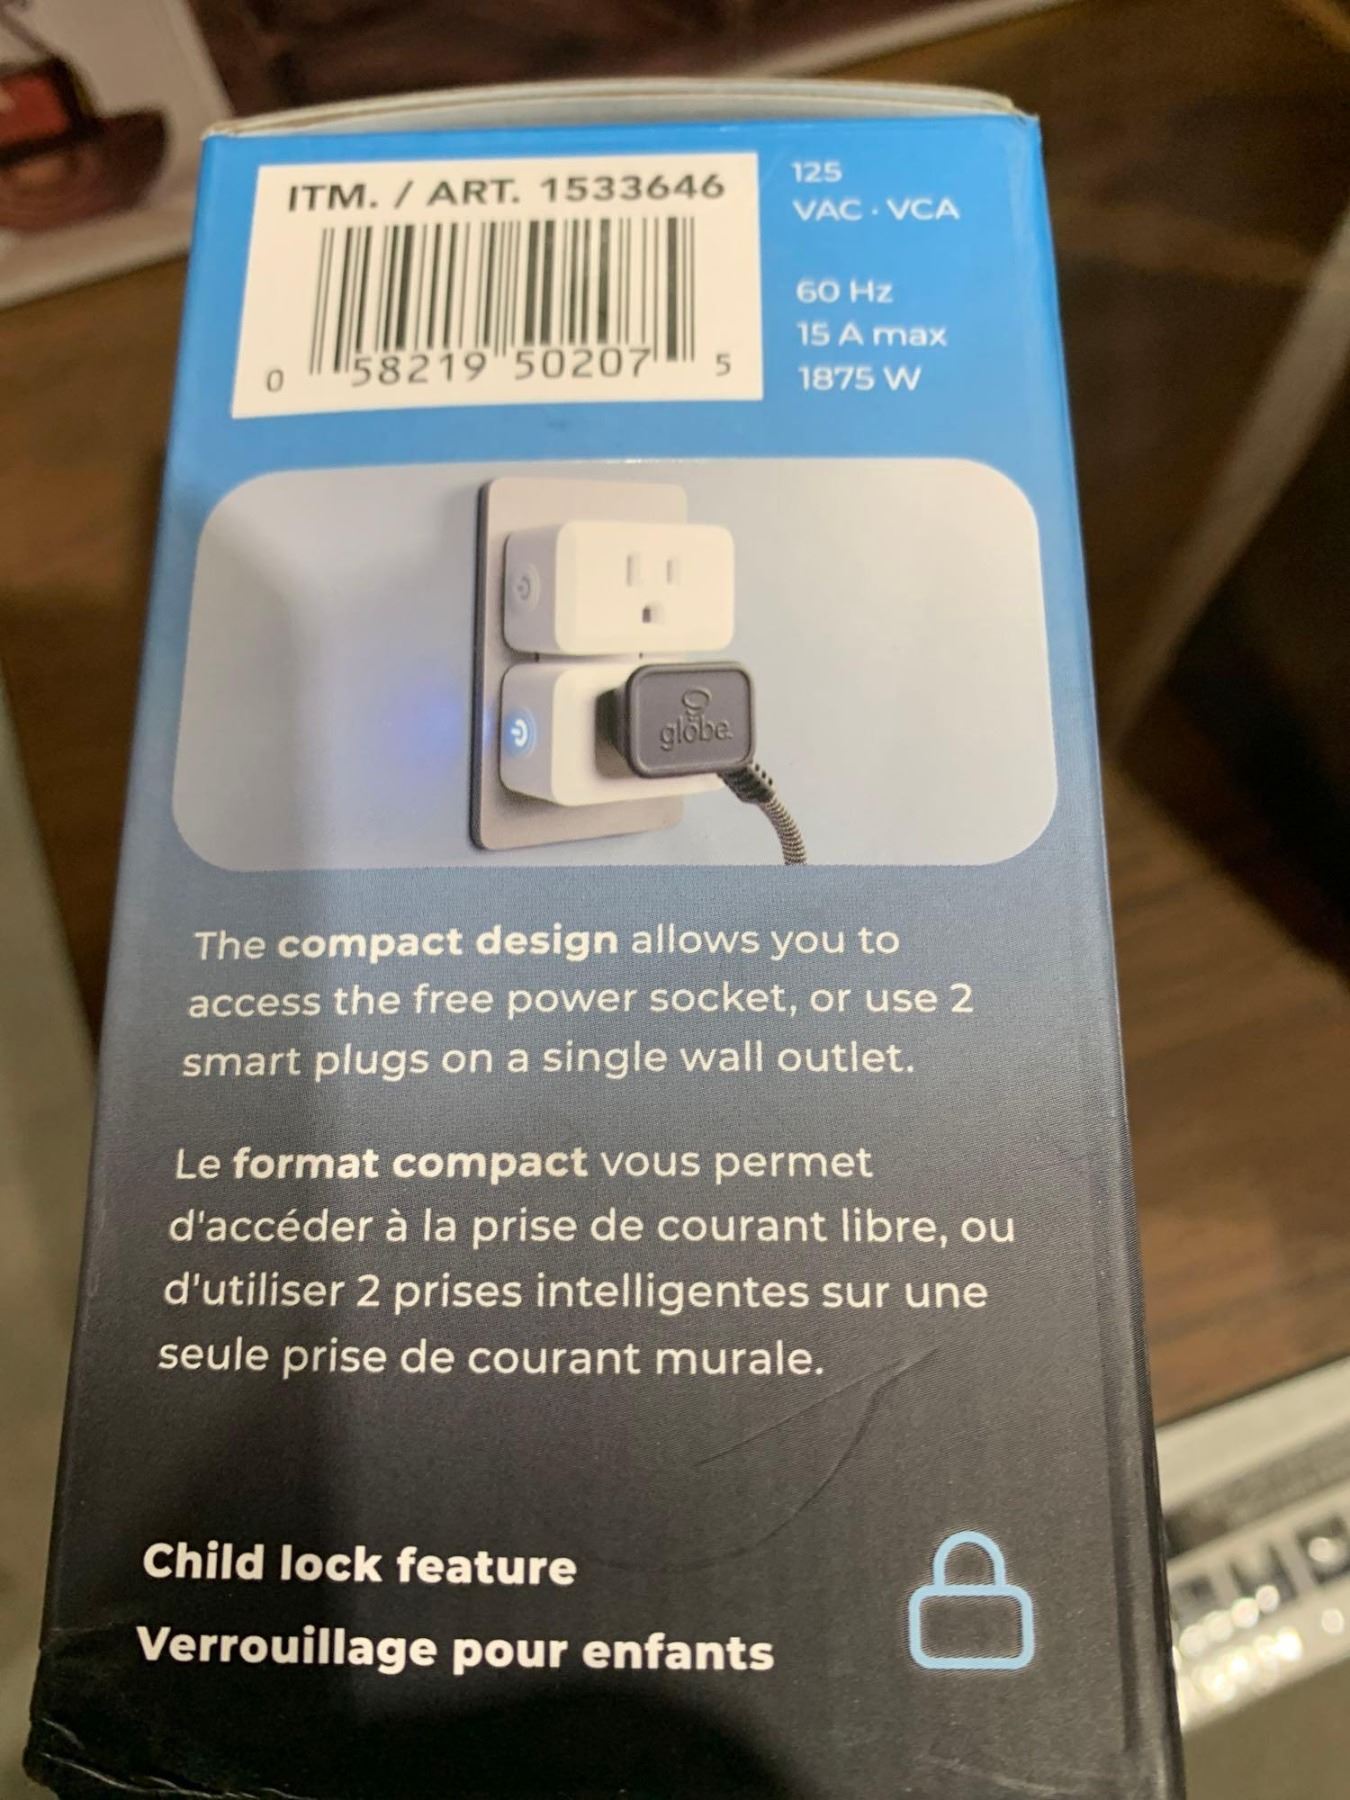 ITM. / ART. 1533646
0 58219 50207 5
125
VAC · VCA
60 Hz
15 A max
1875 W
globe.
The compact design allows you to
access the free power socket, or use 2
smart plugs on a single wall outlet.
Le format compact vous permet
d'accéder à la prise de courant libre, ou
d'utiliser 2 prises intelligentes sur une
seule prise de courant murale.
Child lock feature
Verrouillage pour enfants